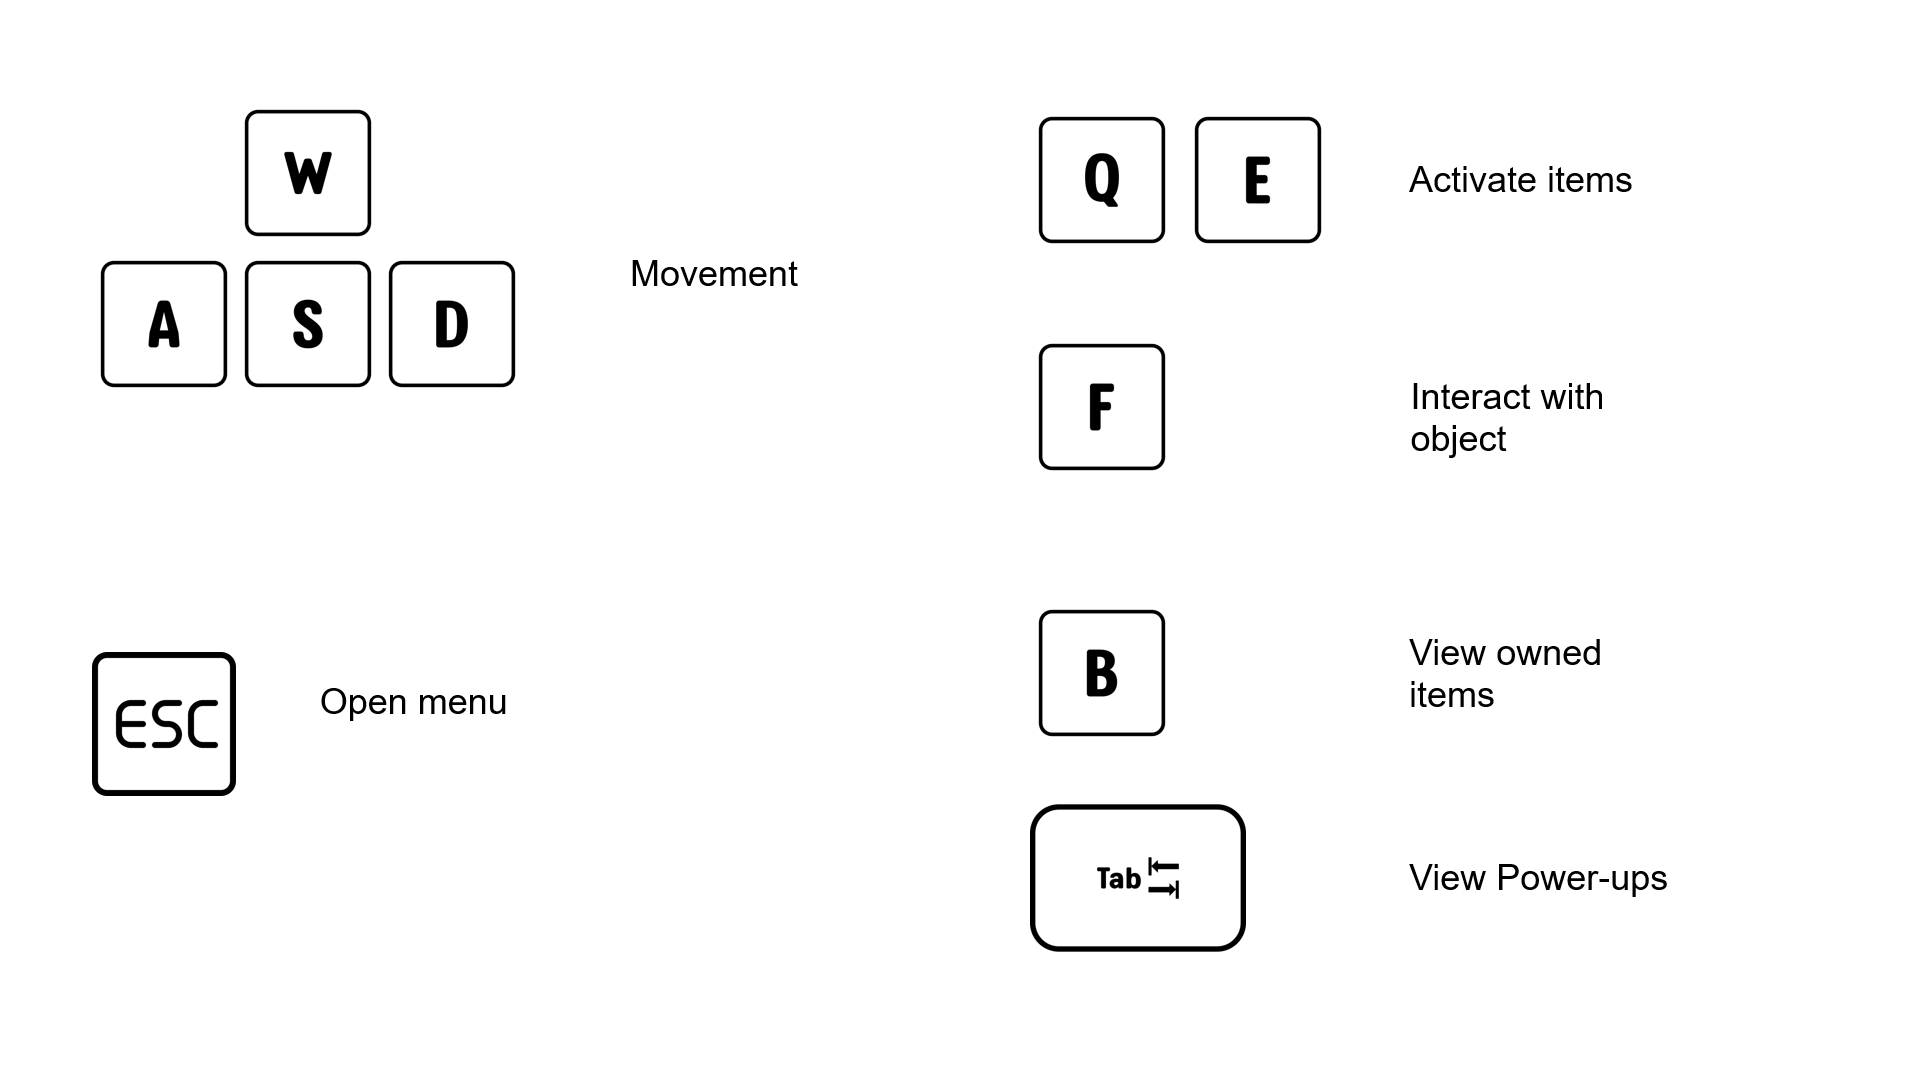 W
A S D
Movement
ESC
Open menu
Q E
Activate items
F
Interact with
object
B
View owned
items
Tab
View Power-ups